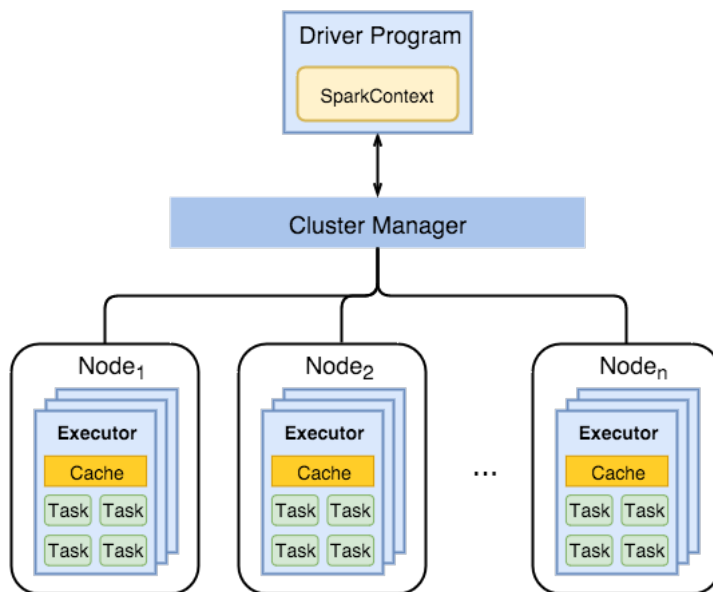 Driver Program
SparkContext
Cluster Manager
Node1
Executor
Cache
Task Task
Task Task
Node2
Executor
Cache
Task Task
Task Task
...
Noden
Executor
Cache
Task Task
Task Task